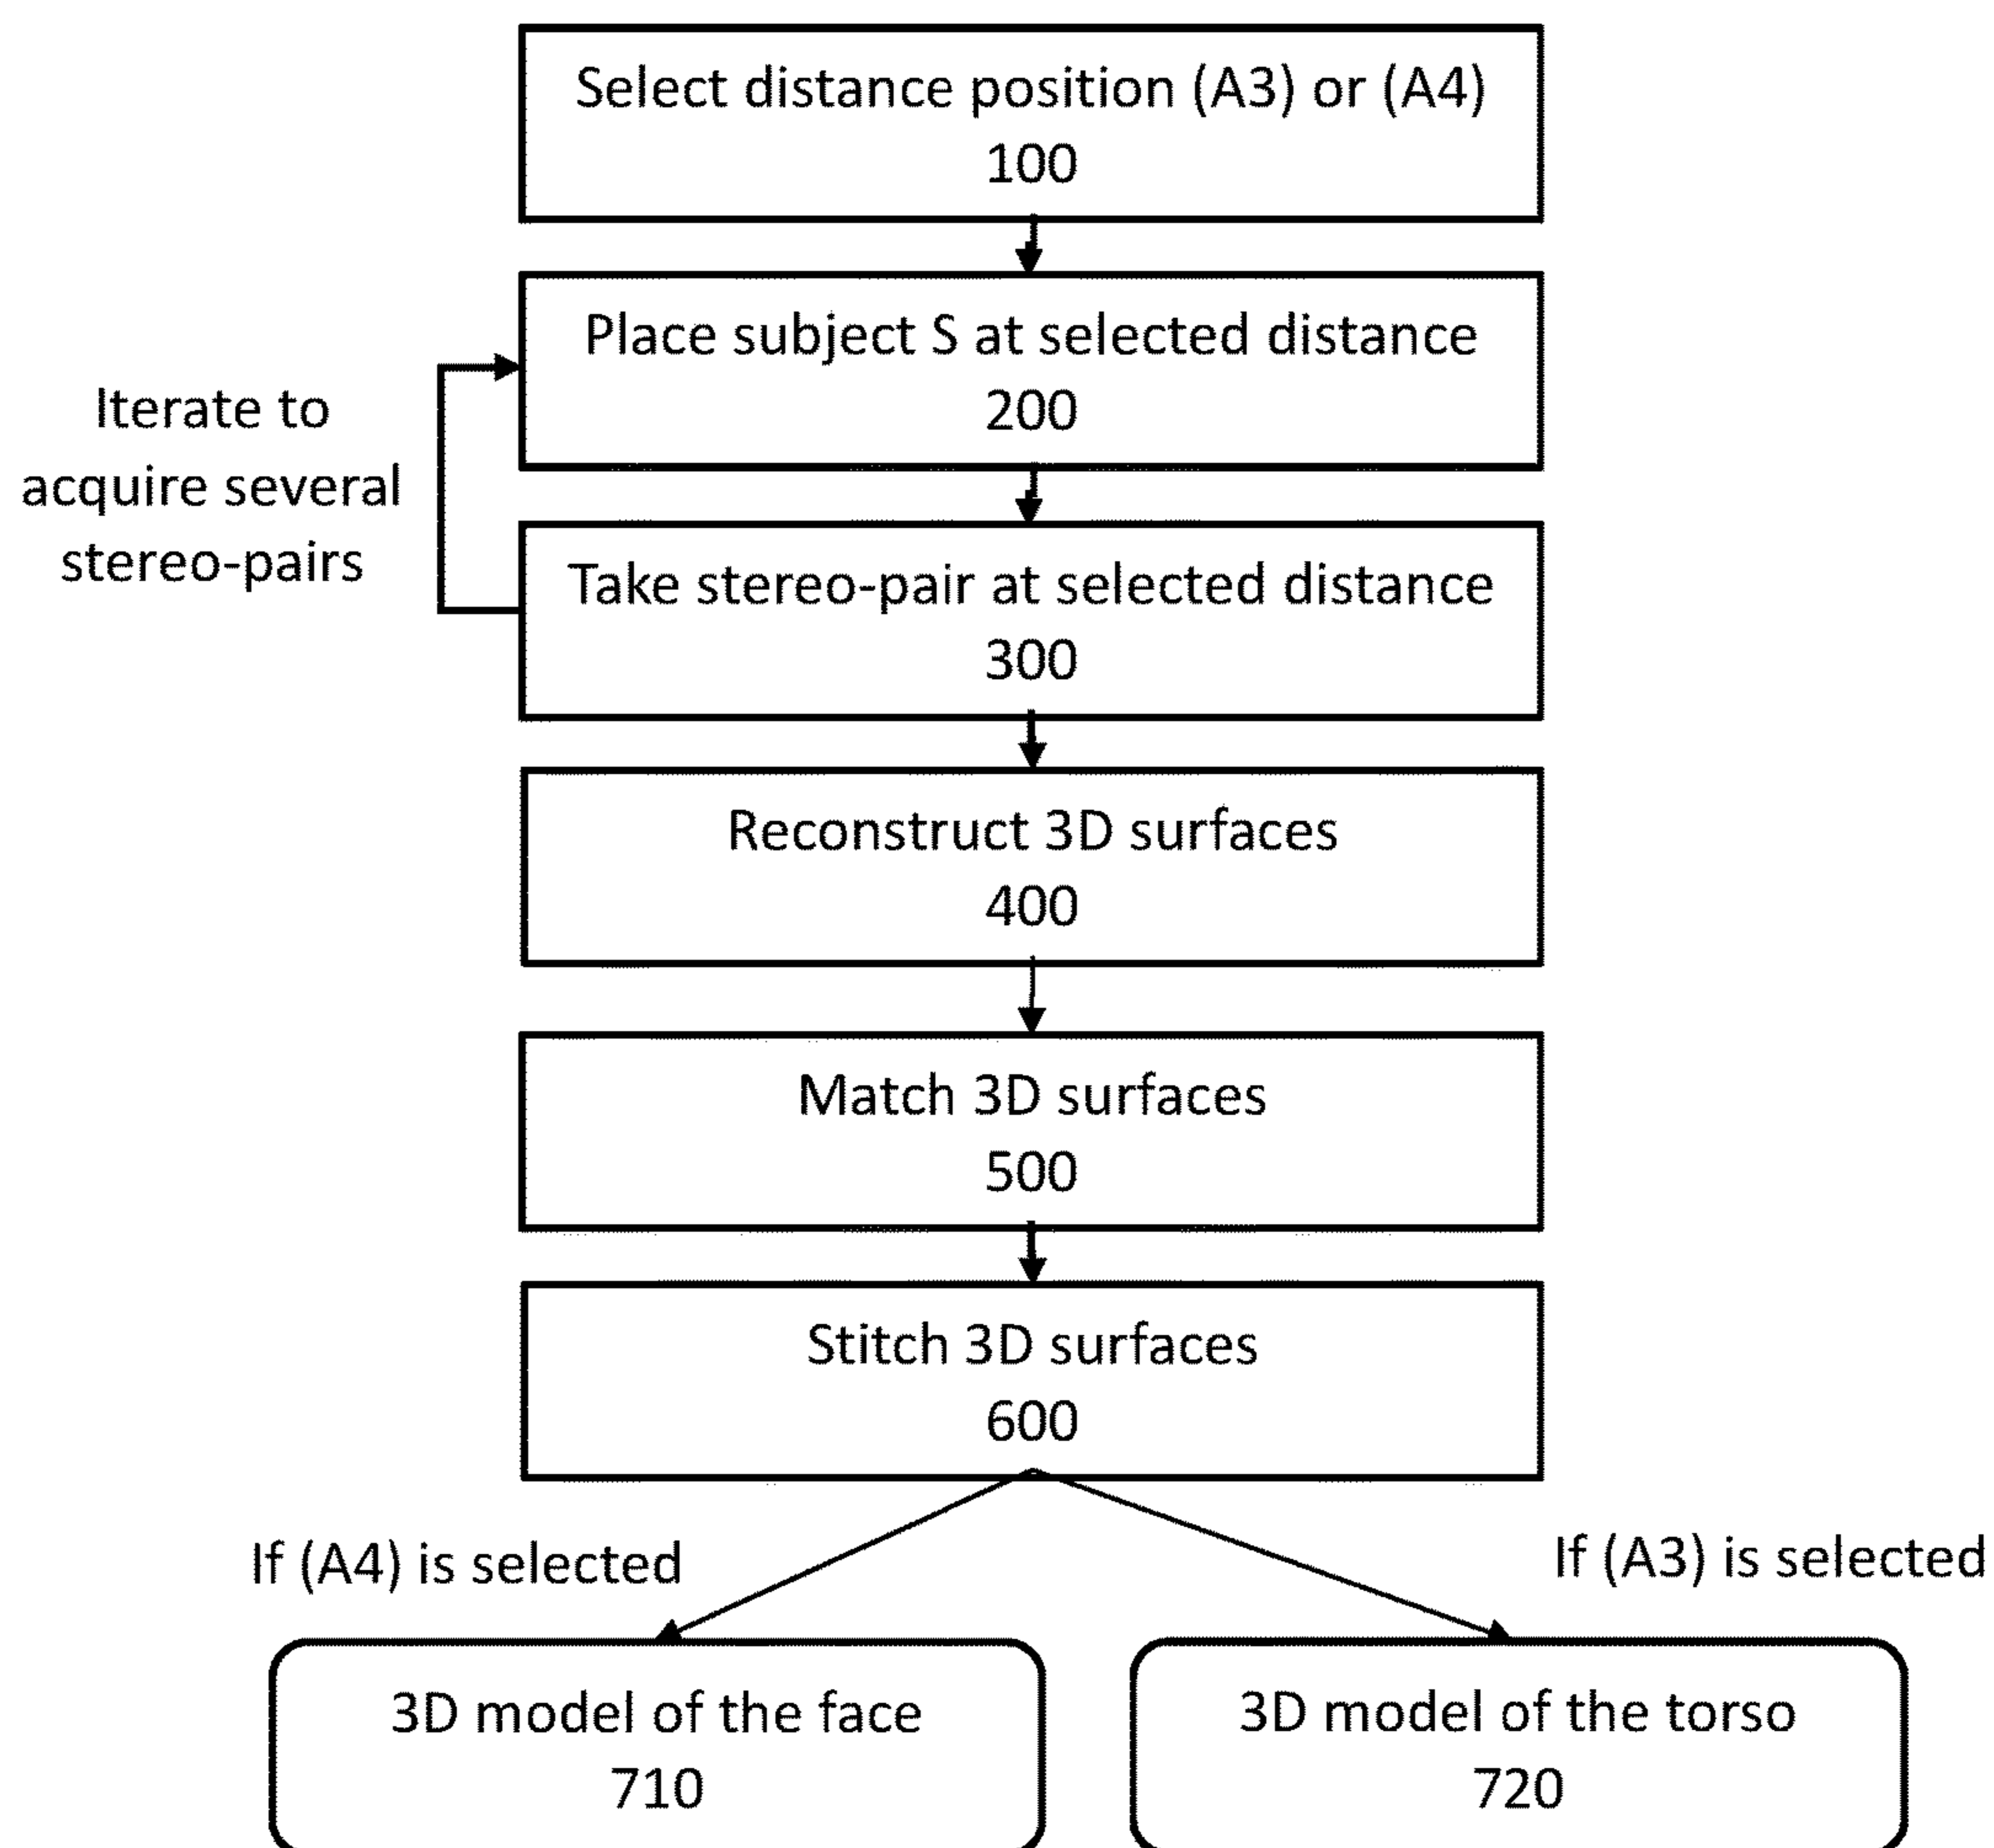 Select distance position (A3) or (A4)
100
Place subject S at selected distance
200
Iterate to
acquire several
stereo-pairs
Take stereo-pair at selected distance
300
Reconstruct 3D surfaces
400
Match 3D surfaces
500
Stitch 3D surfaces
600
If (A4) is selected
If (A3) is selected
3D model of the face
710
3D model of the torso
720